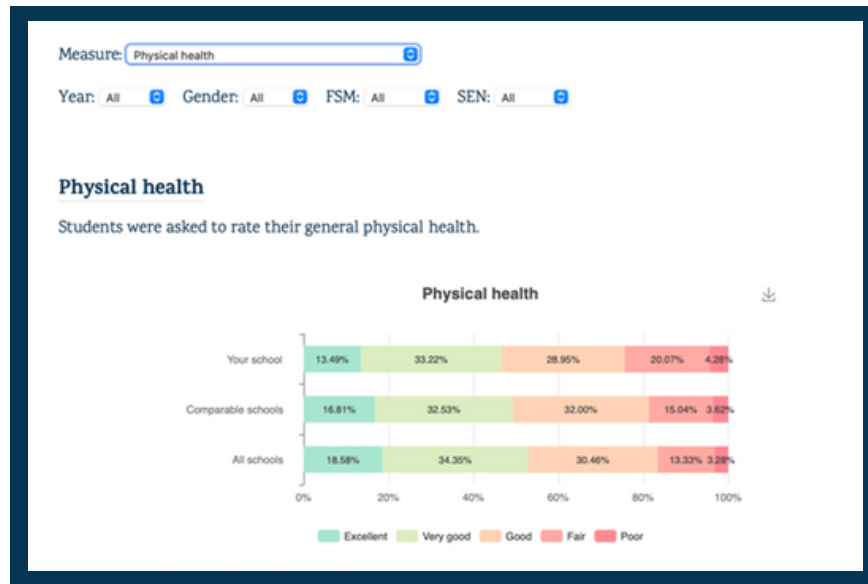 Measure: Physical health
Year: All Gender: All FSM: All SEN: All
Physical health
Students were asked to rate their general physical health.
Physical health
Your school 13.49% 33.22% 28.95% 20.07% 4.28%
Comparable schools 16.81% 32.53% 32.00% 15.04% 3.62%
All schools 18.58% 34.35% 30.46% 13.33% 3.28%
0% 20% 40% 60% 80% 100%
Excellent Very good Good Fair Poor